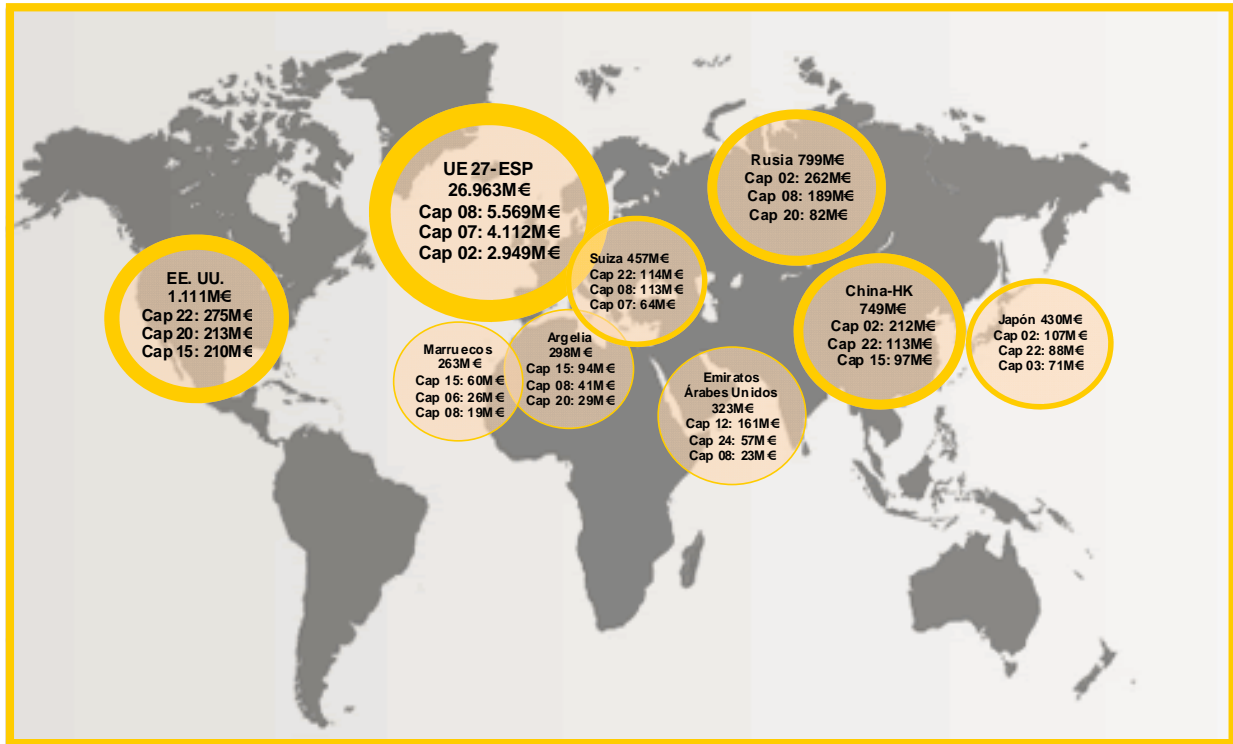 UE 27-ESP
26.963M€
Cap 08: 5.569M€
Cap 07: 4.112M€
Cap 02: 2.949M€
Rusia 799M€
Cap 02: 262M€
Cap 08: 189M€
Cap 20: 82M€
EE. UU.
1.111M€
Cap 22: 275M€
Cap 20: 213M€
Cap 15: 210M€
Suiza 457M€
Cap 22: 114M€
Cap 08: 113M€
Cap 07: 64M€
China-HK
749M€
Cap 02: 212M€
Cap 22: 113M€
Cap 15: 97M€
Japón 430M€
Cap 02: 107M€
Cap 22: 88M€
Cap 03: 71M€
Marruecos
263M€
Cap 15: 60M€
Cap 06: 26M€
Cap 08: 19M€
Argelia
298M€
Cap 15: 94M€
Cap 08: 41M€
Cap 20: 29M€
Emiratos
Árabes Unidos
323M€
Cap 12: 161M€
Cap 24: 57M€
Cap 08: 23M€